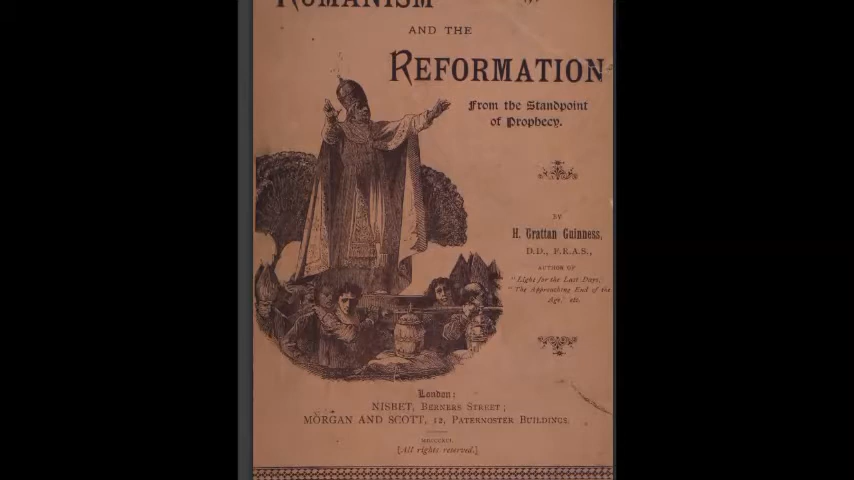 ROMANISM
AND THE
REFORMATION
From the Standpoint
of Prophecy.
BY
H. Grattan Guinness,
D.D., F.R.A.S.,
AUTHOR OF
"Light for the Last Days,"
"The Approaching End of the
Age," etc.
London:
NISBET, BERNERS STREET;
MORGAN AND SCOTT, 12, PATERNOSTER BUILDINGS.
[All rights reserved.]